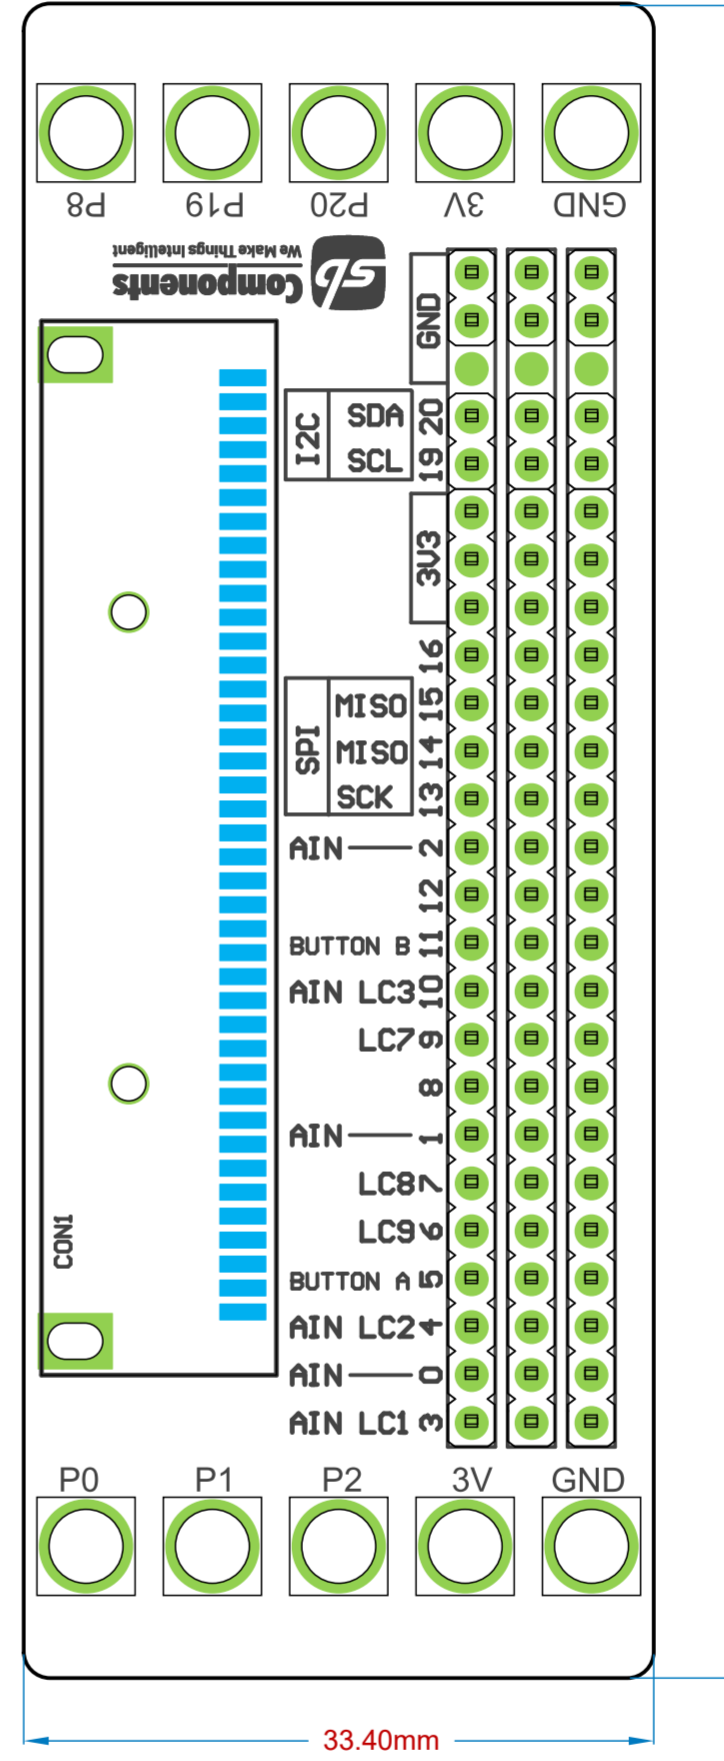 P8 P19 P20 3V GND
We Make Things Intelligent
Components
sb
GND
I2C
SDA 20
SCL 19
3V3
16
SPI
MISO 15
MISO 14
SCK 13
AIN 2
12
BUTTON B 11
AIN LC3 10
LC7 9
8
AIN 1
LC8 7
LC9 6
CON1
BUTTON A 5
AIN LC2 4
AIN 0
AIN LC1 3
P0 P1 P2 3V GND
33.40mm